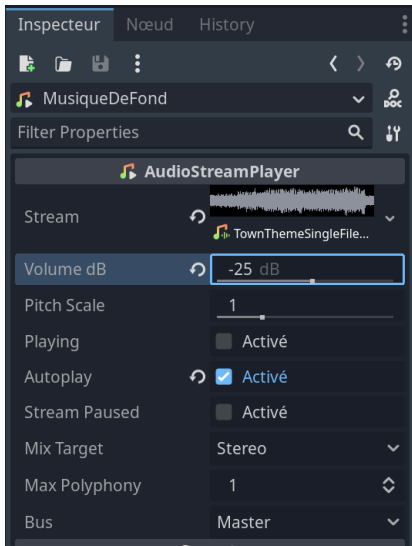 Inspecteur Nœud History
MusiqueDeFond
DOC
Filter Properties
AudioStreamPlayer
Stream
TownThemeSingleFile...
Volume dB -25 dB
Pitch Scale 1
Playing Activé
Autoplay Activé
Stream Paused Activé
Mix Target Stereo
Max Polyphony 1
Bus Master